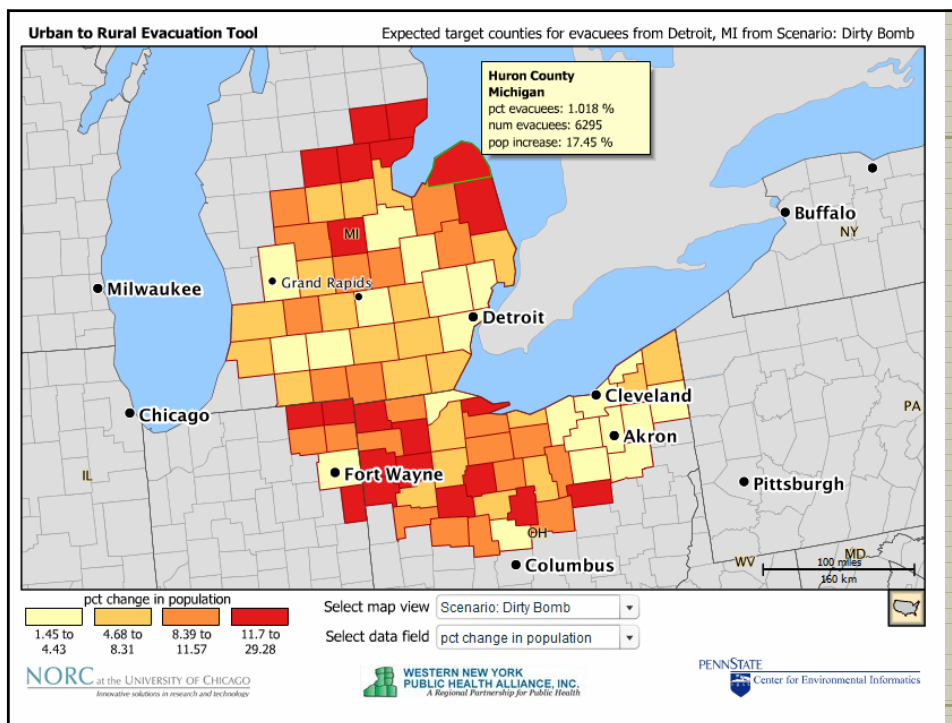 Urban to Rural Evacuation Tool
Expected target counties for evacuees from Detroit, MI from Scenario: Dirty Bomb
Huron County
Michigan
pct evacuees: 1.018 %
num evacuees: 6295
pop increase: 17.45 %
Buffalo
NY
MI
Grand Rapids
Milwaukee
Detroit
Cleveland
Chicago
PA
Akron
IL
Fort Wayne
Pittsburgh
OH
Columbus
WV
MD
100 miles
160 km
pct change in population
1.45 to 4.43
4.68 to 8.31
8.39 to 11.57
11.7 to 29.28
Select map view
Scenario: Dirty Bomb
Select data field
pct change in population
NORC at the UNIVERSITY OF CHICAGO
Innovative solutions in research and technology
WESTERN NEW YORK
PUBLIC HEALTH ALLIANCE, INC.
A Regional Partnership for Public Health
PENNSTATE
Center for Environmental Informatics